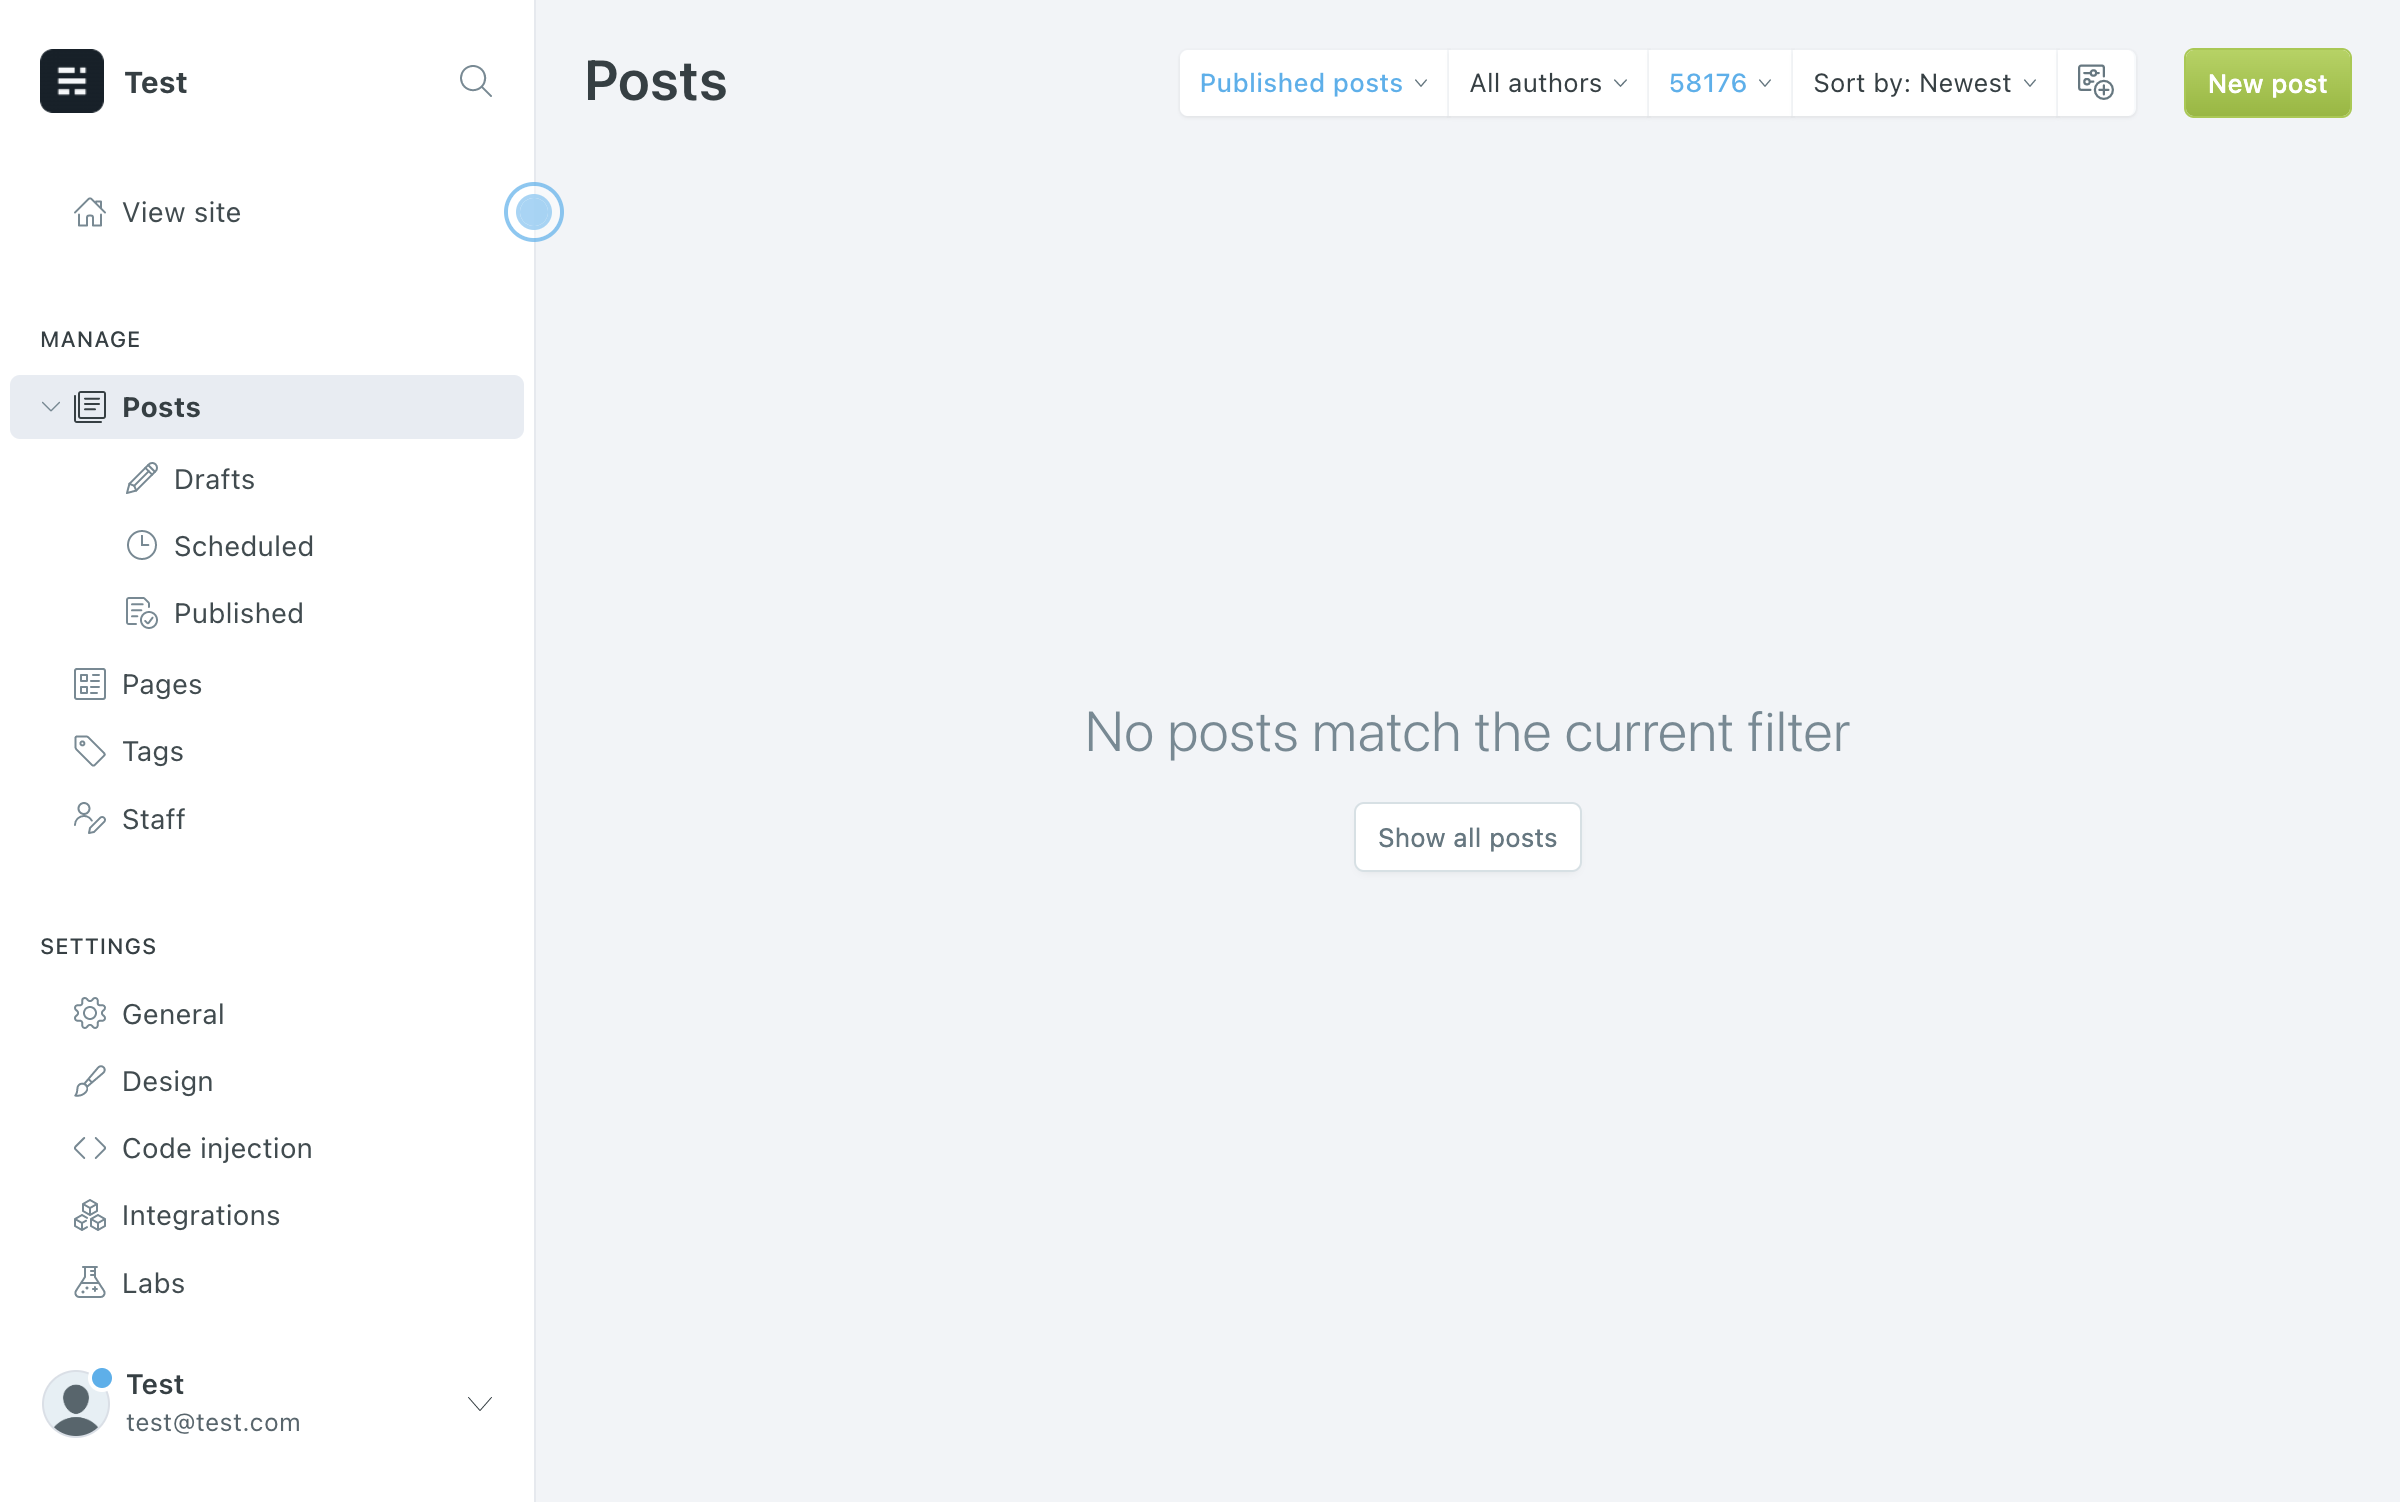 Test
View site
MANAGE
Posts
Drafts
Scheduled
Published
Pages
Tags
Staff
SETTINGS
General
Design
Code injection
Integrations
Labs
Test
test@test.com
Posts
Published posts
All authors
58176
Sort by: Newest
New post
No posts match the current filter
Show all posts